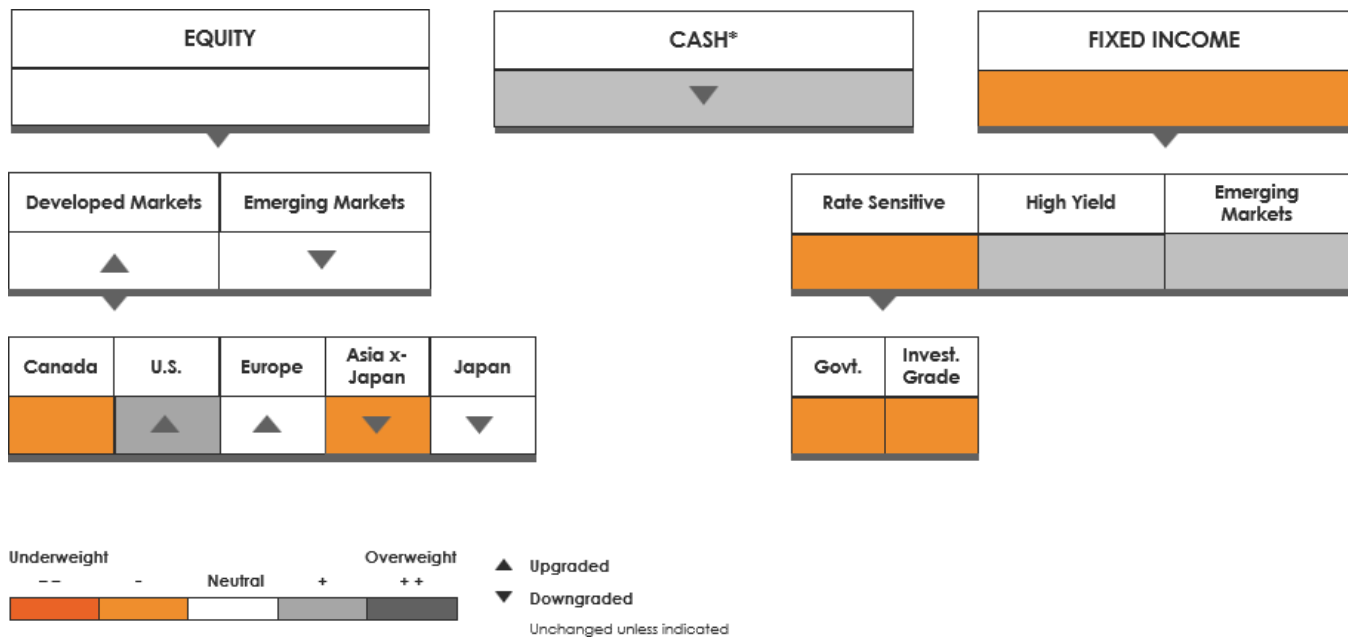 EQUITY
CASH*
FIXED INCOME
Developed Markets
Emerging Markets
Rate Sensitive
High Yield
Emerging
Markets
Canada
U.S.
Europe
Asia x-
Japan
Japan
Govt.
Invest.
Grade
Underweight
Overweight
-- - Neutral + ++
▲ Upgraded
▼ Downgraded
Unchanged unless indicated